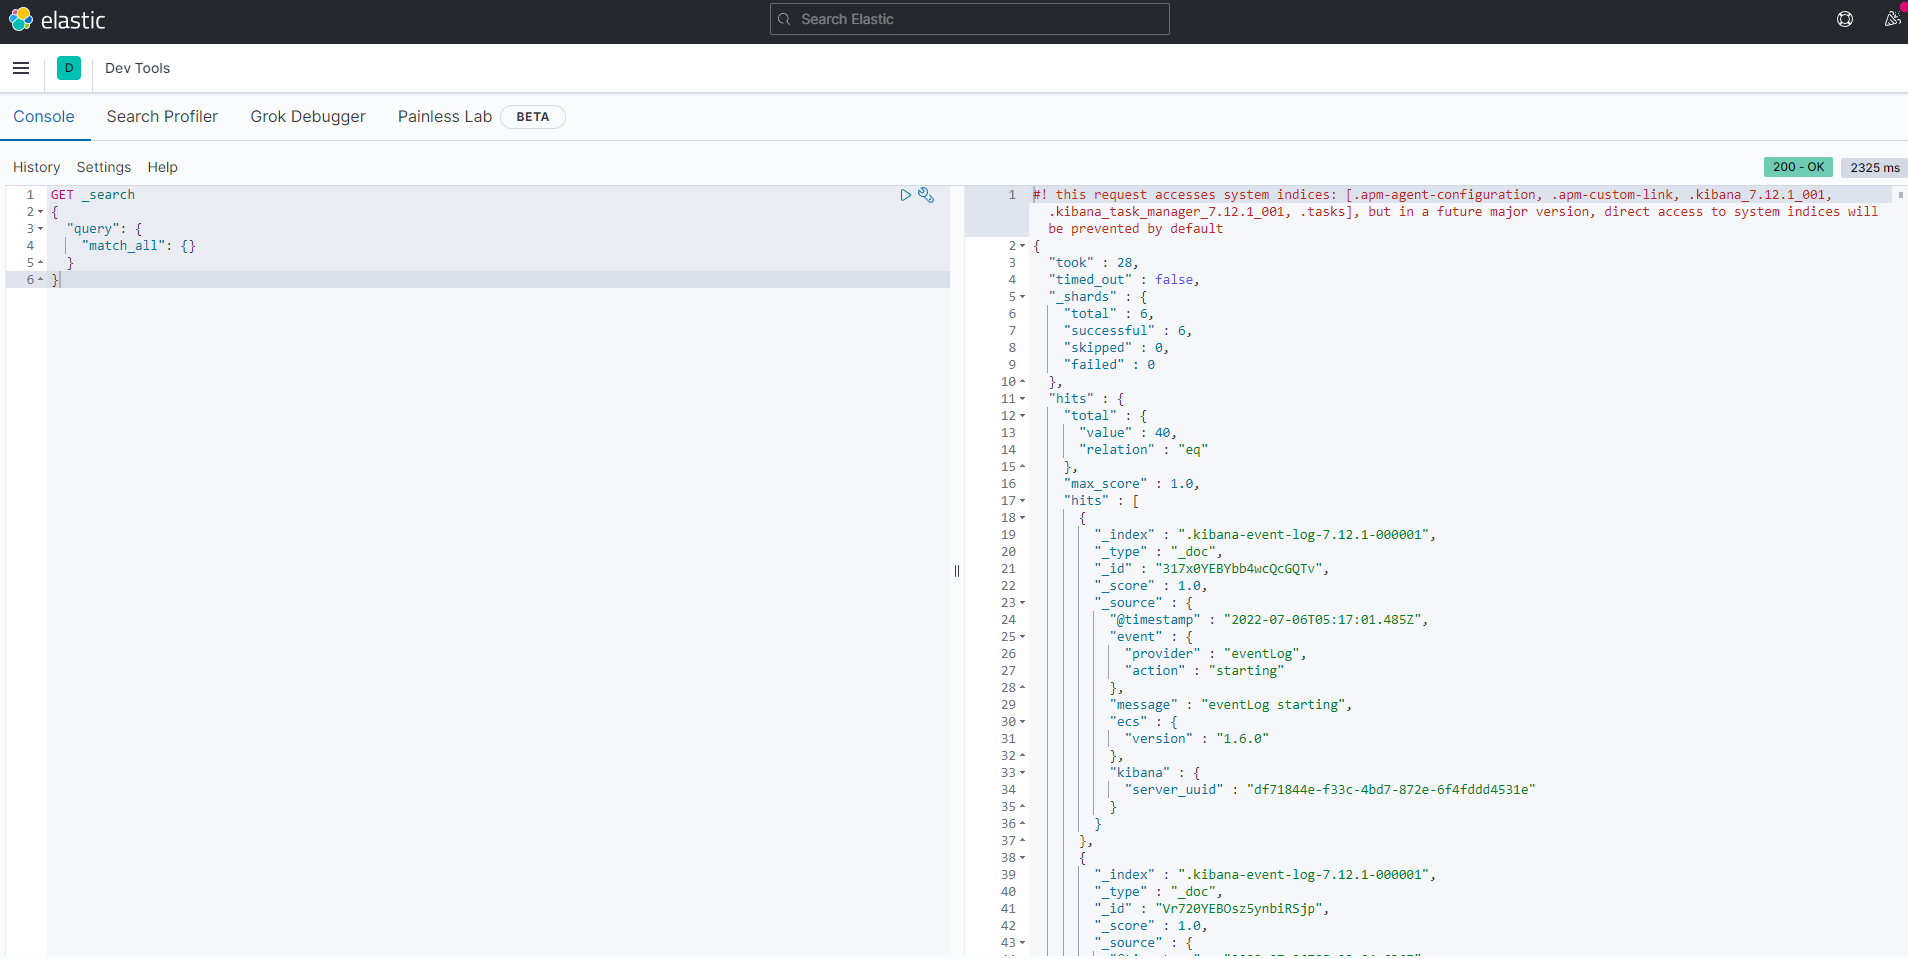 elastic
Search Elastic
D
Dev Tools
Console
Search Profiler
Grok Debugger
Painless Lab
BETA
History
Settings
Help
200 - OK
2325 ms
1 GET _search
2 {
3 "query": {
4 "match_all": {}
5 }
6 }
1 #! this request accesses system indices: [.apm-agent-configuration, .apm-custom-link, .kibana_7.12.1_001,
.kibana_task_manager_7.12.1_001, .tasks], but in a future major version, direct access to system indices will
be prevented by default
2 {
3 "took" : 28,
4 "timed_out" : false,
5 "_shards" : {
6 "total" : 6,
7 "successful" : 6,
8 "skipped" : 0,
9 "failed" : 0
10 },
11 "hits" : {
12 "total" : {
13 "value" : 40,
14 "relation" : "eq"
15 },
16 "max_score" : 1.0,
17 "hits" : [
18 {
19 "_index" : ".kibana-event-log-7.12.1-000001",
20 "_type" : "_doc",
21 "_id" : "317x0YEBYbb4wcQcGQTv",
22 "_score" : 1.0,
23 "_source" : {
24 "@timestamp" : "2022-07-06T05:17:01.485Z",
25 "event" : {
26 "provider" : "eventLog",
27 "action" : "starting"
28 },
29 "message" : "eventLog starting",
30 "ecs" : {
31 "version" : "1.6.0"
32 },
33 "kibana" : {
34 "server_uuid" : "df71844e-f33c-4bd7-872e-6f4fddd4531e"
35 }
36 }
37 },
38 {
39 "_index" : ".kibana-event-log-7.12.1-000001",
40 "_type" : "_doc",
41 "_id" : "Vr720YEBOsz5ynbiRSjp",
42 "_score" : 1.0,
43 "_source" : {